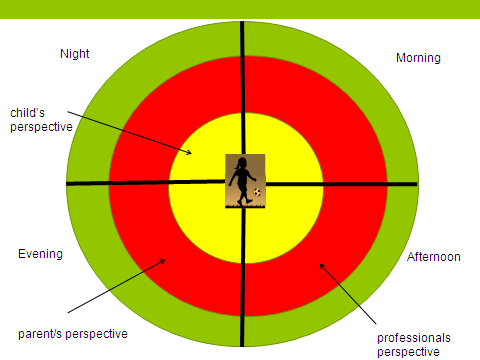 Night
Morning
child's
perspective
Evening
Afternoon
parent/s perspective
professionals
perspective